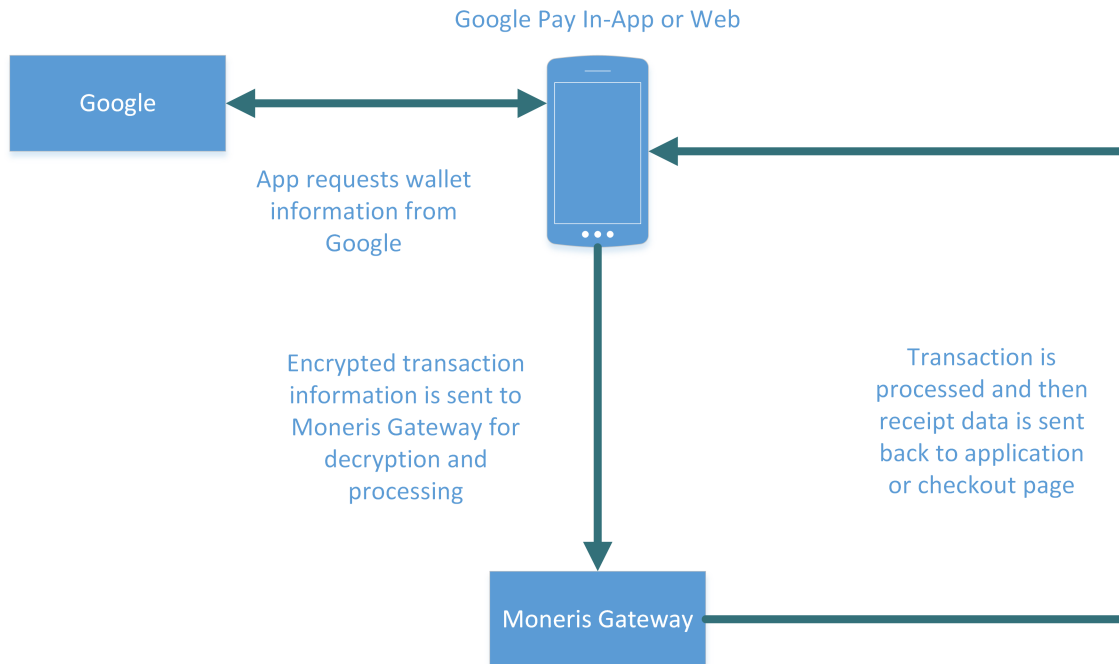 Google Pay In-App or Web
Google
App requests wallet
information from
Google
Encrypted transaction
information is sent to
Moneris Gateway for
decryption and
processing
Transaction is
processed and then
receipt data is sent
back to application
or checkout page
Moneris Gateway